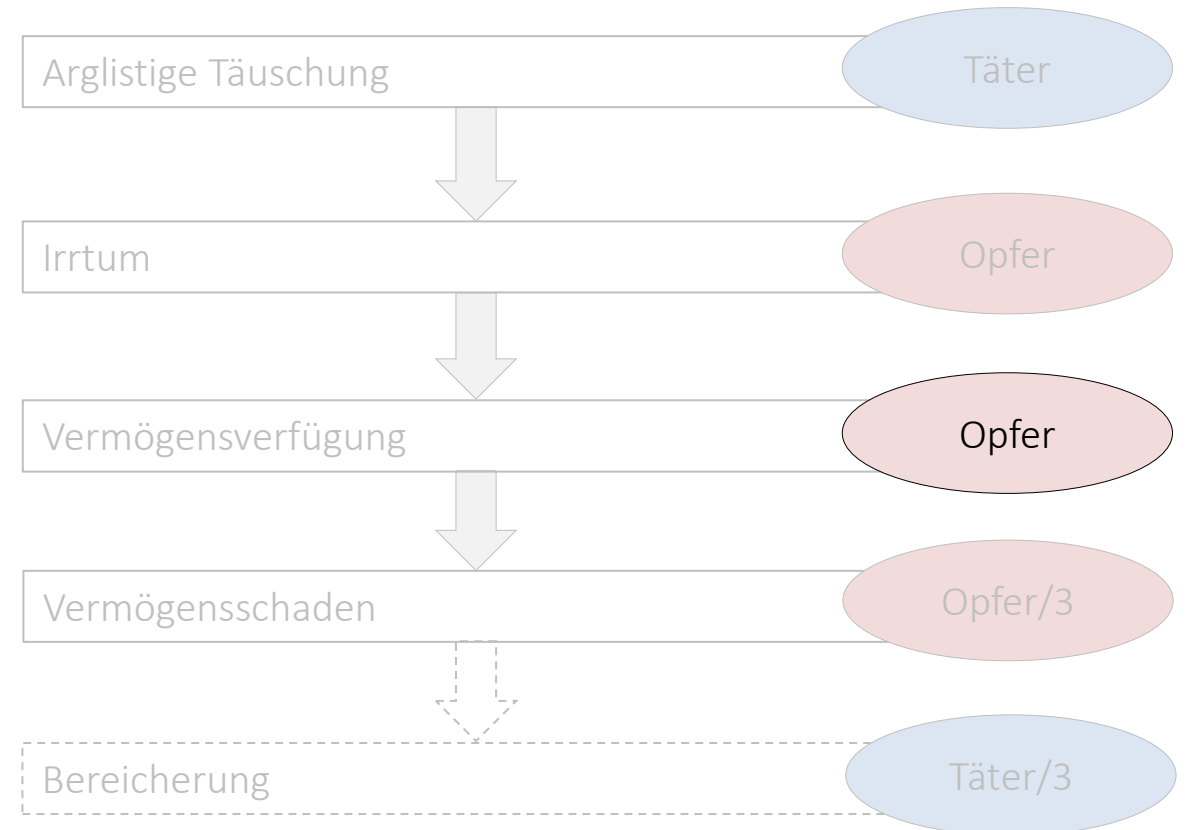 Arglistige Täuschung
Täter
Irrtum
Opfer
Vermögensverfügung
Opfer
Vermögensschaden
Opfer/3
Bereicherung
Täter/3